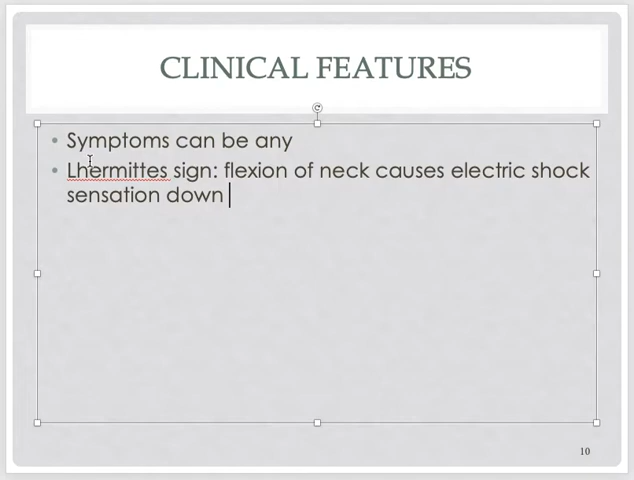 CLINICAL FEATURES
• Symptoms can be any
• Lhermittes sign: flexion of neck causes electric shock
sensation down
10